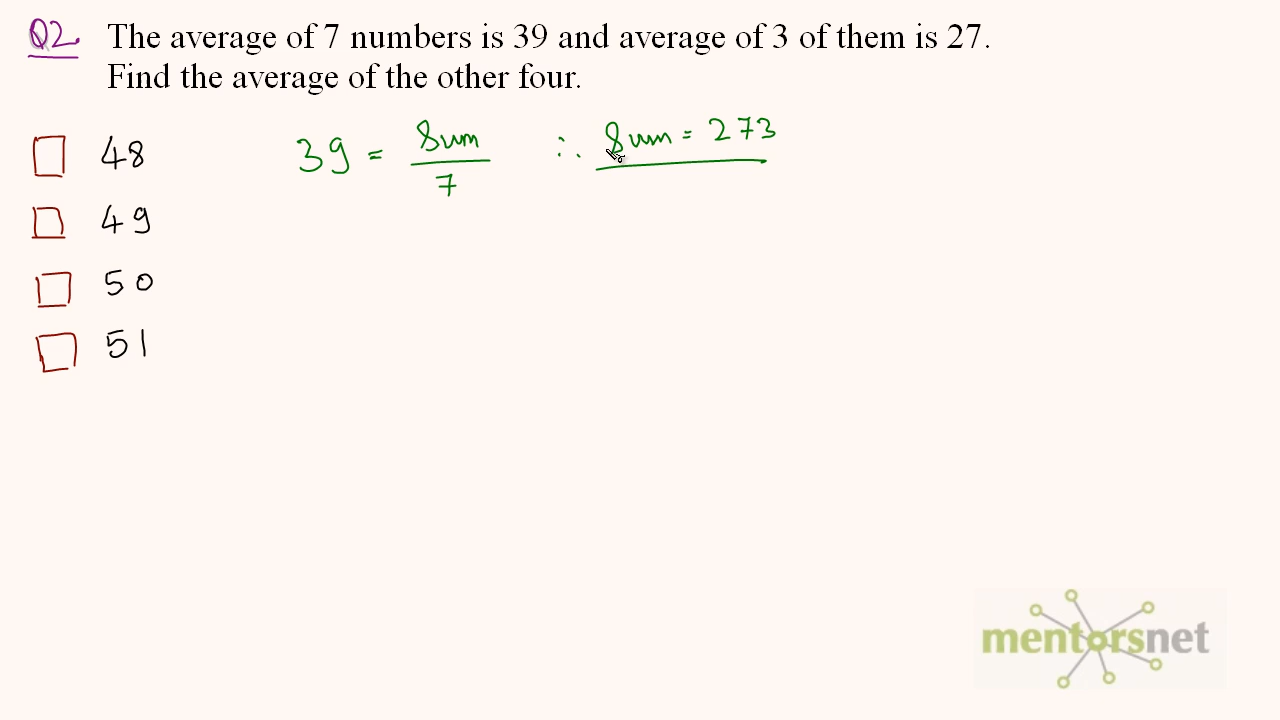 Q2 The average of 7 numbers is 39 and average of 3 of them is 27.
Find the average of the other four.
48
39 = Sum / 7 ∴ Sum = 273
49
50
51
mentorsnet